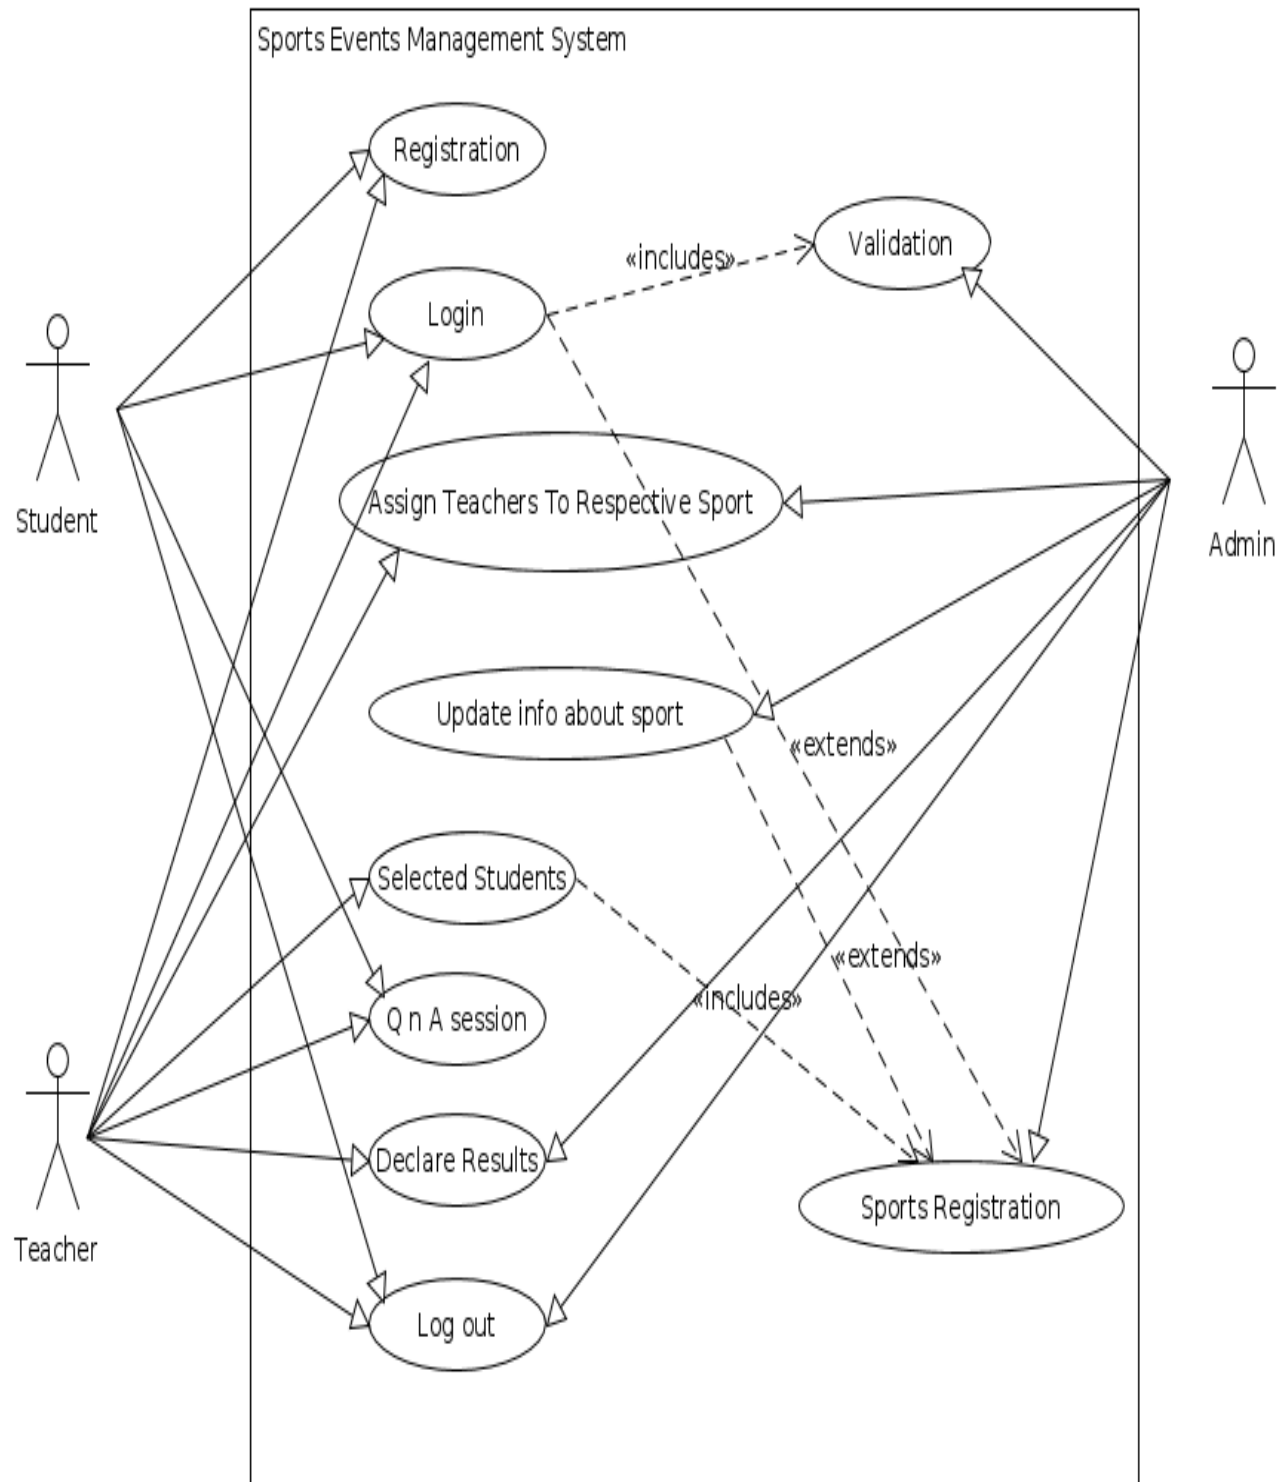 Sports Events Management System
Registration
«includes»
Validation
Login
Student
Admin
Assign Teachers To Respective Sport
Update info about sport
«extends»
Selected Students
«extends»
«includes»
Q n A session
Declare Results
Sports Registration
Teacher
Log out